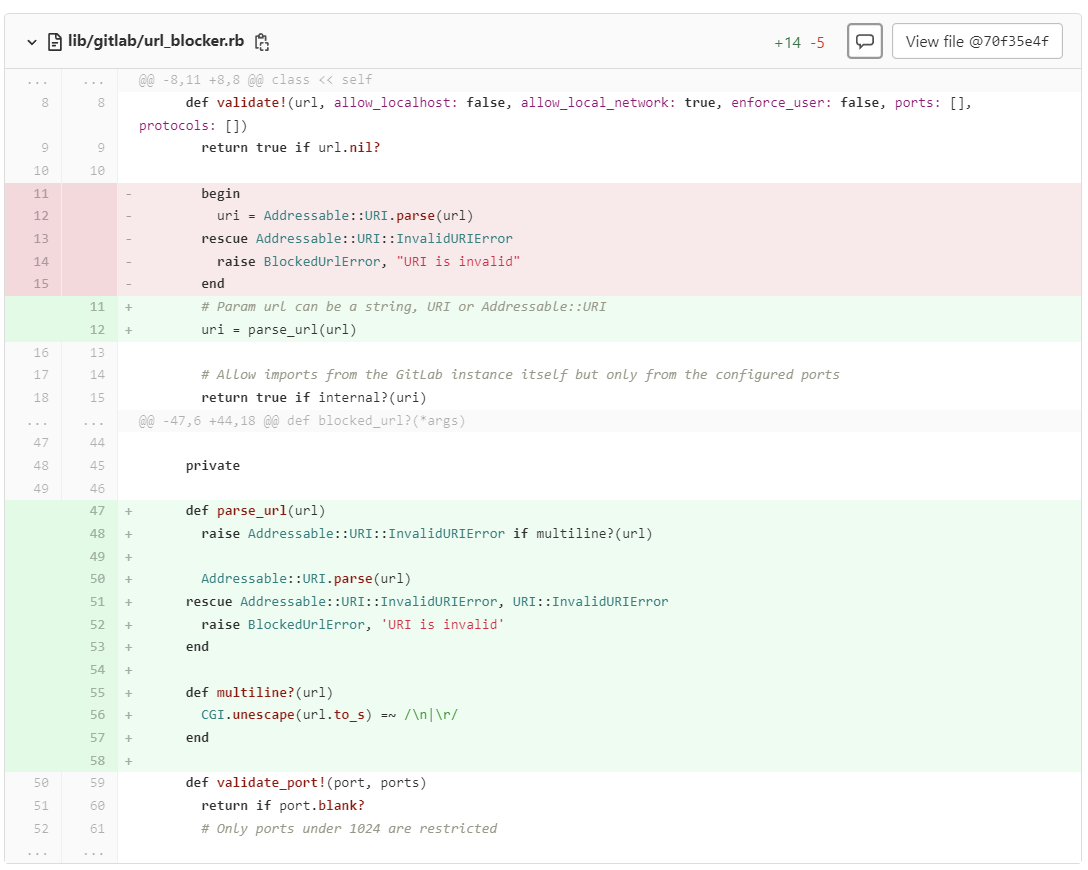 lib/gitlab/url_blocker.rb +14 -5 View file @70f35e4f
... ... @@ -8,11 +8,8 @@ class << self
8 8 def validate!(url, allow_localhost: false, allow_local_network: true, enforce_user: false, ports: [],
protocols: [])
9 9 return true if url.nil?
10 10
11 - begin
12 - uri = Addressable::URI.parse(url)
13 - rescue Addressable::URI::InvalidURIError
14 - raise BlockedUrlError, "URI is invalid"
15 - end
11 + # Param url can be a string, URI or Addressable::URI
12 + uri = parse_url(url)
16 13
17 14 # Allow imports from the GitLab instance itself but only from the configured ports
18 15 return true if internal?(uri)
... ... @@ -47,6 +44,18 @@ def blocked_url?(*args)
47 44
48 45 private
49 46
47 + def parse_url(url)
48 + raise Addressable::URI::InvalidURIError if multiline?(url)
49 +
50 + Addressable::URI.parse(url)
51 + rescue Addressable::URI::InvalidURIError, URI::InvalidURIError
52 + raise BlockedUrlError, 'URI is invalid'
53 + end
54 +
55 + def multiline?(url)
56 + CGI.unescape(url.to_s) =~ /\n|\r/
57 + end
58 +
50 59 def validate_port!(port, ports)
51 60 return if port.blank?
52 61 # Only ports under 1024 are restricted
... ...